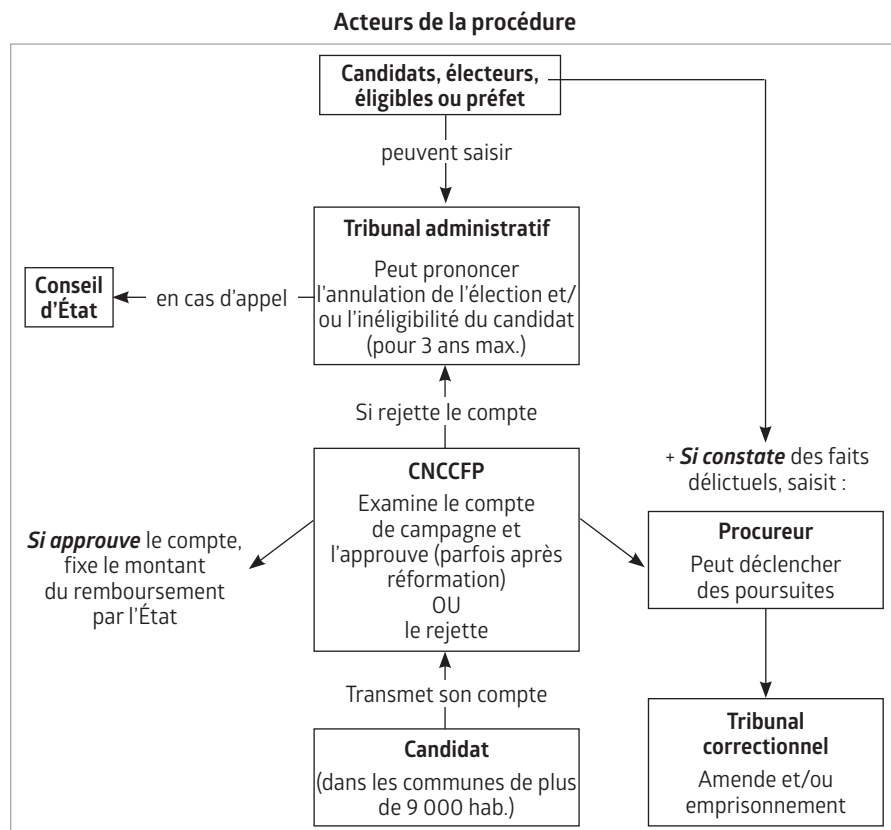 Acteurs de la procédure
Candidats, électeurs,
éligibles ou préfet
peuvent saisir
Tribunal administratif
Peut prononcer
l'annulation de l'élection et/
ou l'inéligibilité du candidat
(pour 3 ans max.)
en cas d'appel
Conseil
d'État
Si rejette le compte
CNCCFP
Examine le compte
de campagne et
l'approuve (parfois après
réformation)
OU
le rejette
Si approuve le compte,
fixe le montant
du remboursement
par l'État
+ Si constate des faits
délictuels, saisit :
Procureur
Peut déclencher
des poursuites
Transmet son compte
Candidat
(dans les communes de plus
de 9 000 hab.)
Tribunal
correctionnel
Amende et/ou
emprisonnement